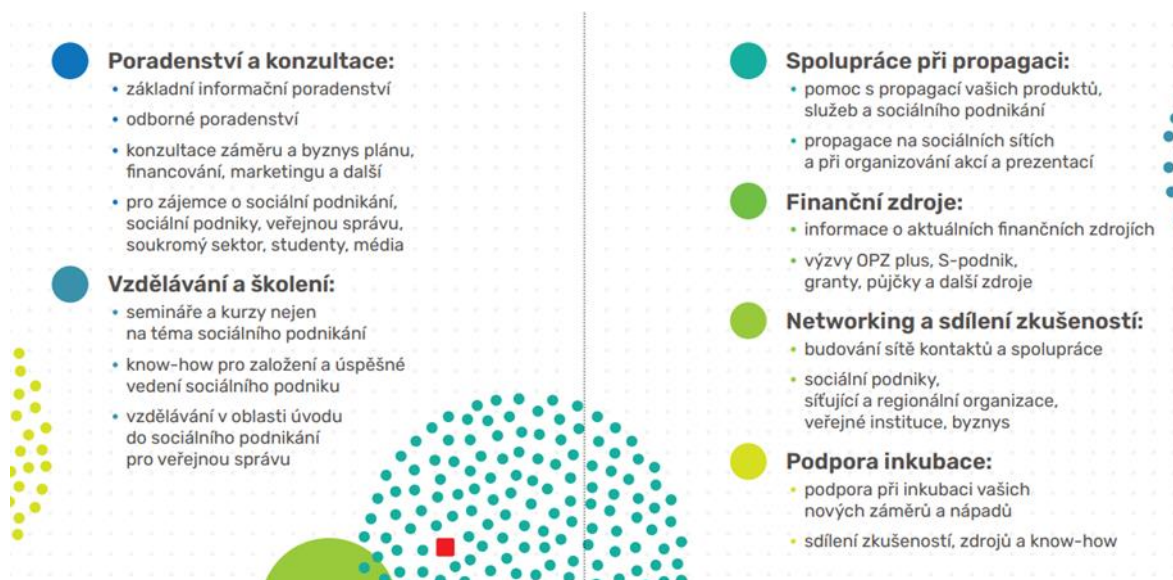 Poradenství a konzultace:
• základní informační poradenství
• odborné poradenství
• konzultace záměru a byznys plánu,
financování, marketingu a další
• pro zájemce o sociální podnikání,
sociální podniky, veřejnou správu,
soukromý sektor, studenty, média
Vzdělávání a školení:
• semináře a kurzy nejen
na téma sociálního podnikání
• know-how pro založení a úspěšné
vedení sociálního podniku
• vzdělávání v oblasti úvodu
do sociálního podnikání
pro veřejnou správu
Spolupráce při propagaci:
• pomoc s propagací vašich produktů,
služeb a sociálního podnikání
• propagace na sociálních sítích
a při organizování akcí a prezentací
Finanční zdroje:
• informace o aktuálních finančních zdrojích
• výzvy OPZ plus, S-podnik,
granty, půjčky a další zdroje
Networking a sdílení zkušeností:
• budování sítě kontaktů a spolupráce
• sociální podniky,
síťující a regionální organizace,
veřejné instituce, byznys
Podpora inkubace:
• podpora při inkubaci vašich
nových záměrů a nápadů
• sdílení zkušeností, zdrojů a know-how